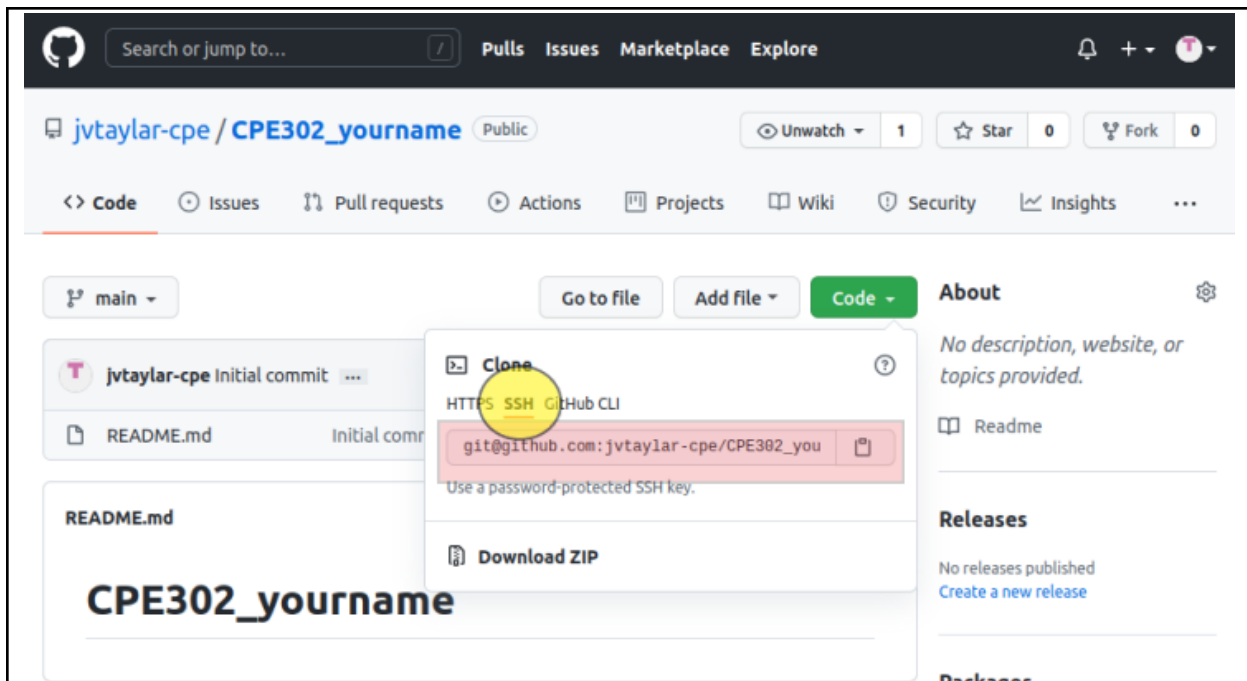 Search or jump to... / Pulls Issues Marketplace Explore
jvtaylar-cpe / CPE302_yourname Public Unwatch 1 Star 0 Fork 0
Code Issues Pull requests Actions Projects Wiki Security Insights ...
main Go to file Add file Code
jvtaylar-cpe Initial commit ...
README.md Initial comr
Clone
HTTPS SSH GitHub CLI
git@github.com:jvtaylar-cpe/CPE302_you
Use a password-protected SSH key.
Download ZIP
README.md
CPE302_yourname
About
No description, website, or
topics provided.
Readme
Releases
No releases published
Create a new release
Packages